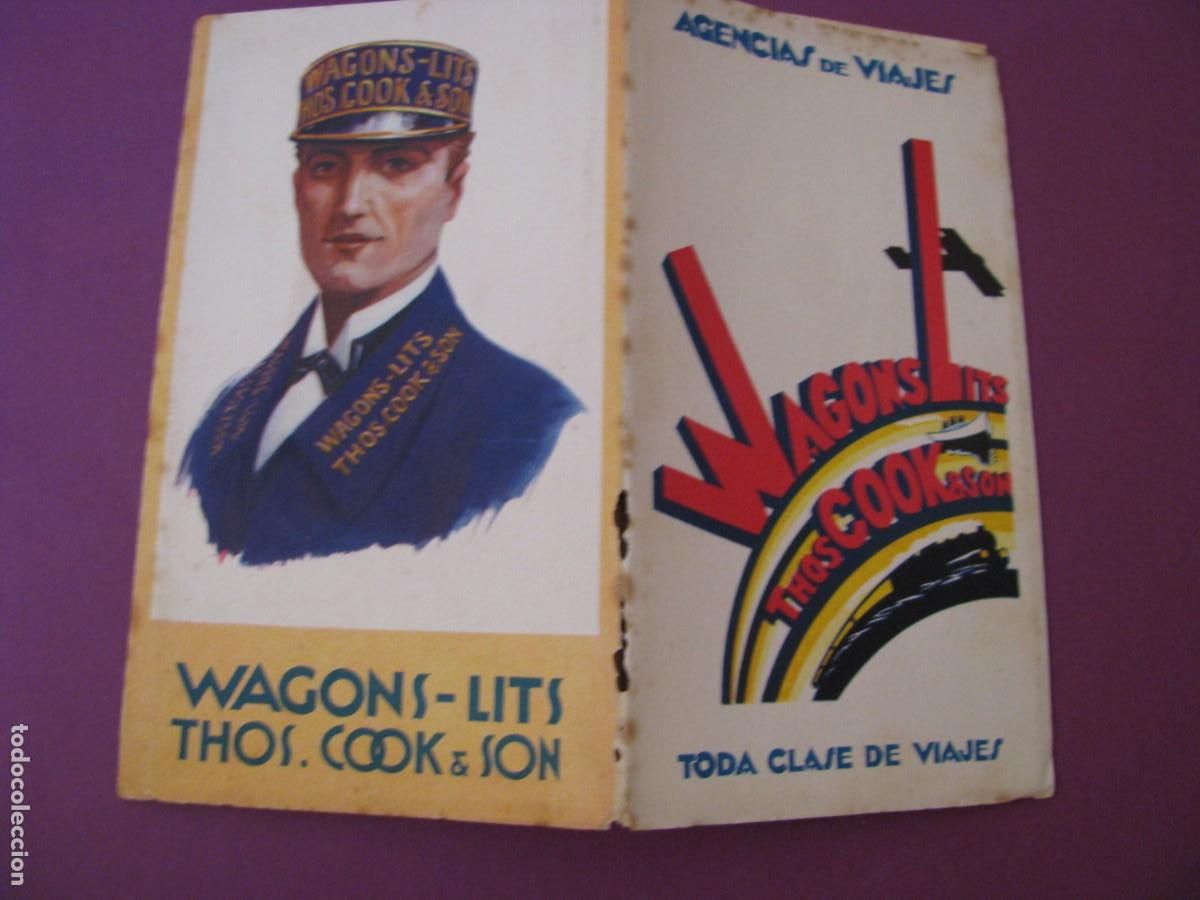 WAGONS-LITS
THOS. COOK & SON
WAGONS-LITS
THOS. COOK & SON
WAGONS-LITS
THOS. COOK & SON
AGENCIAS DE VIAJES
WAGONS LITS
THOS COOK & SON
TODA CLASE DE VIAJES
todocoleccion